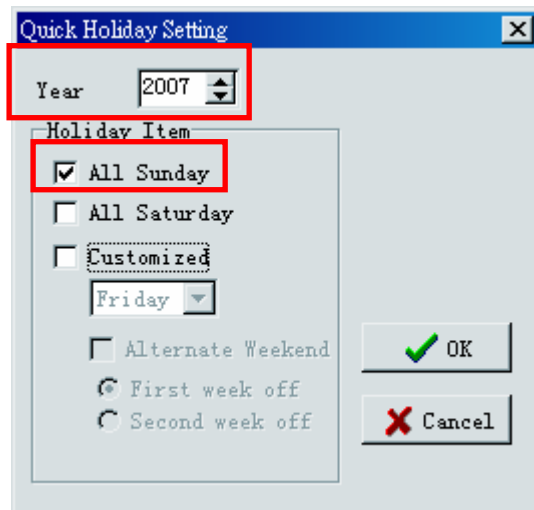 Quick Holiday Setting
Year 2007
Holiday Item
All Sunday
All Saturday
Customized
Friday
Alternate Weekend
First week off
Second week off
OK
Cancel